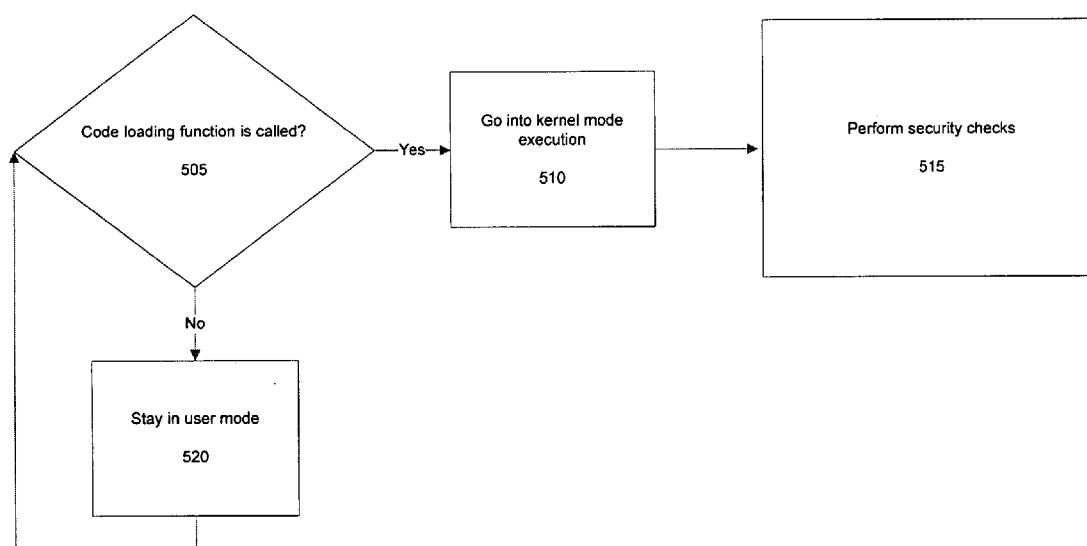 Code loading function is called?
505
Yes
Go into kernel mode
execution
510
Perform security checks
515
No
Stay in user mode
520